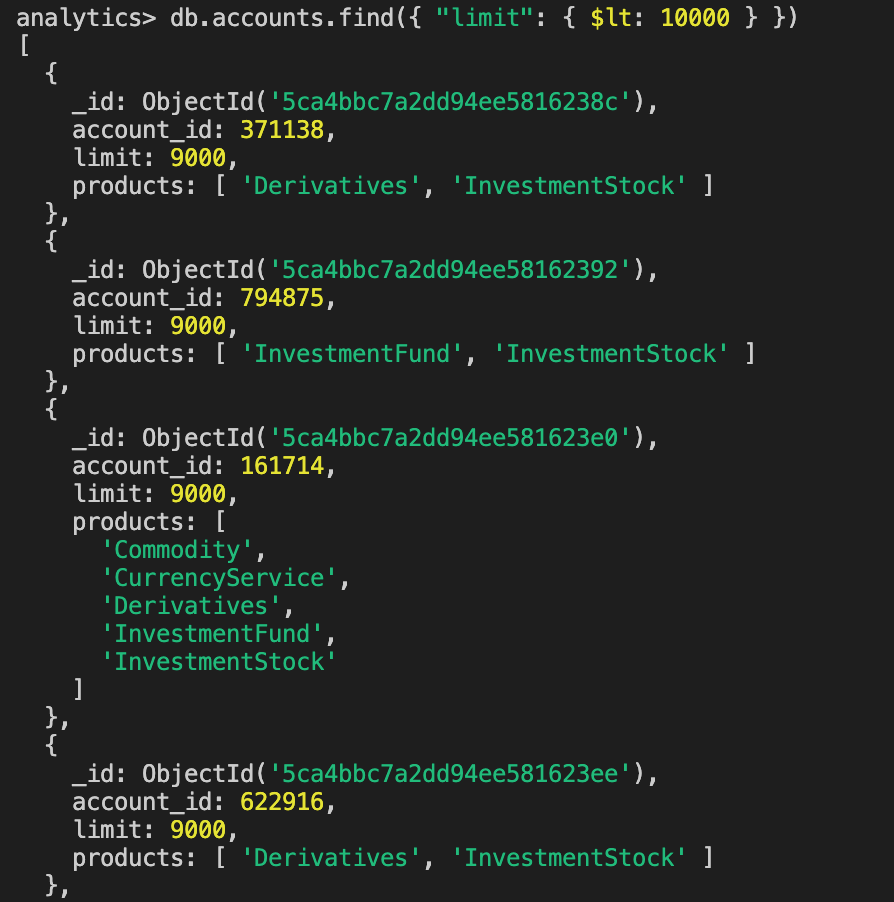 analytics> db.accounts.find({ "limit": { $lt: 10000 } })
[
  {
    _id: ObjectId('5ca4bbc7a2dd94ee5816238c'),
    account_id: 371138,
    limit: 9000,
    products: [ 'Derivatives', 'InvestmentStock' ]
  },
  {
    _id: ObjectId('5ca4bbc7a2dd94ee58162392'),
    account_id: 794875,
    limit: 9000,
    products: [ 'InvestmentFund', 'InvestmentStock' ]
  },
  {
    _id: ObjectId('5ca4bbc7a2dd94ee581623e0'),
    account_id: 161714,
    limit: 9000,
    products: [
      'Commodity',
      'CurrencyService',
      'Derivatives',
      'InvestmentFund',
      'InvestmentStock'
    ]
  },
  {
    _id: ObjectId('5ca4bbc7a2dd94ee581623ee'),
    account_id: 622916,
    limit: 9000,
    products: [ 'Derivatives', 'InvestmentStock' ]
  },